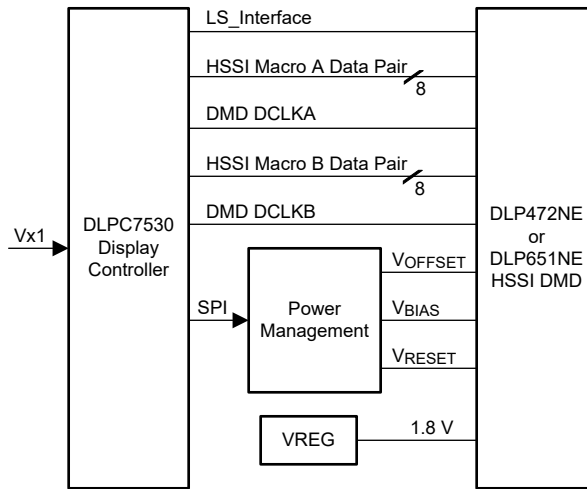 LS_Interface
HSSI Macro A Data Pair
8
DMD DCLKA
HSSI Macro B Data Pair
8
DMD DCLKB
Vx1
DLPC7530
Display
Controller
SPI
Power
Management
VOFFSET
VBIAS
VRESET
VREG
1.8 V
DLP472NE
or
DLP651NE
HSSI DMD